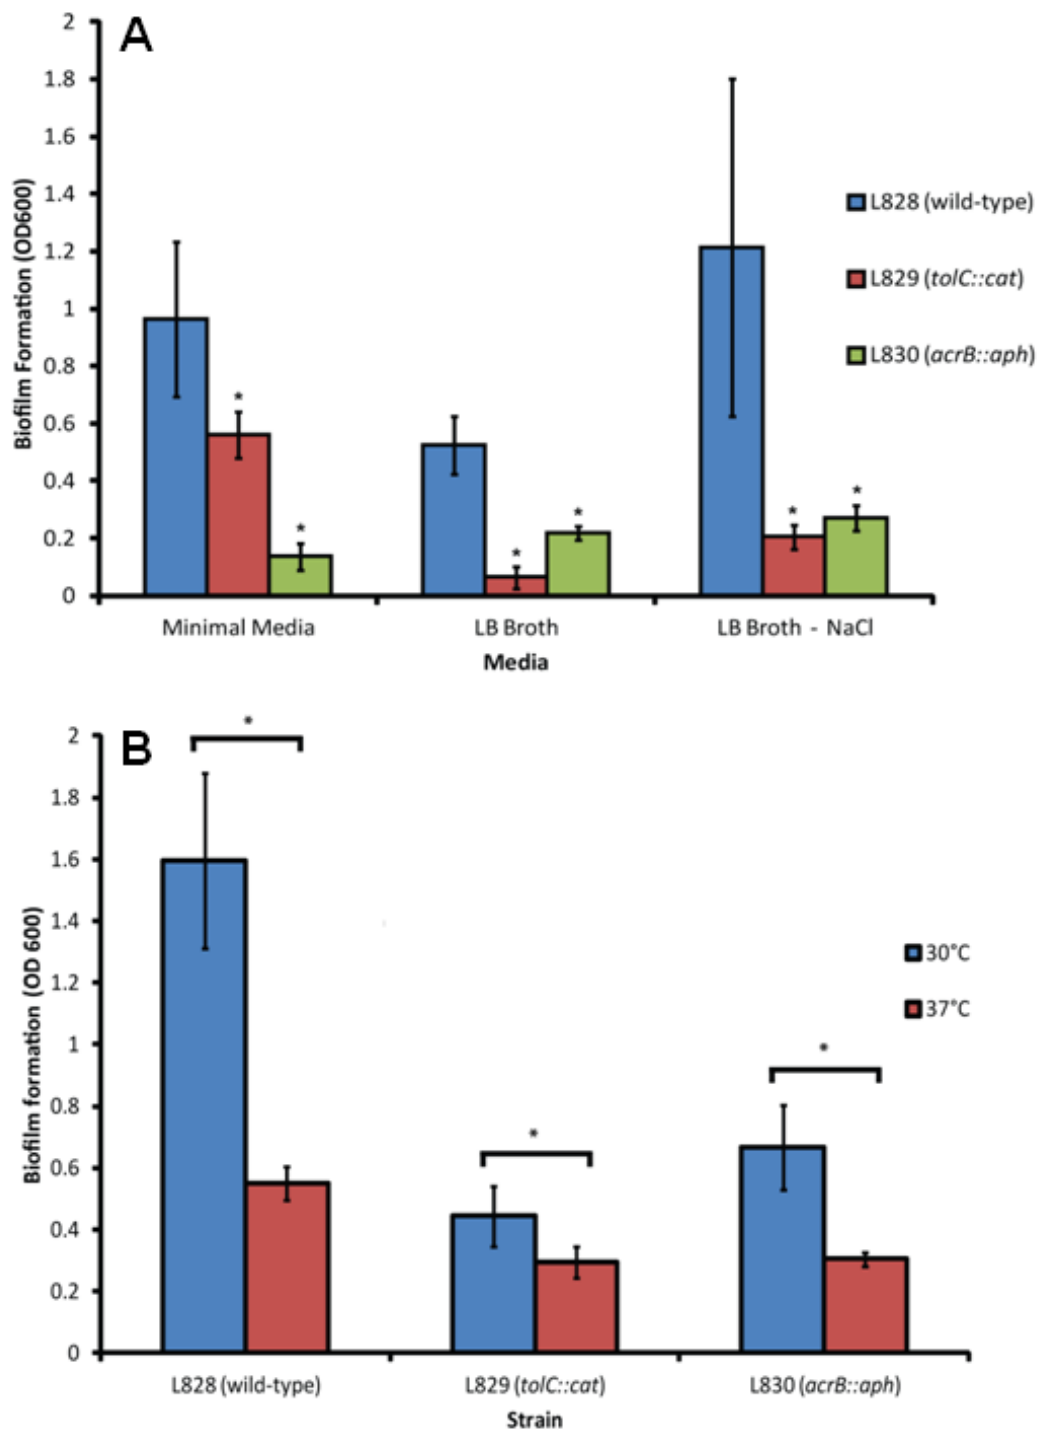 A
2
1.8
1.6
1.4
1.2
1
0.8
0.6
0.4
0.2
0
Biofilm Formation (OD600)
* * * * * *
L828 (wild-type)
L829 (tolC::cat)
L830 (acrB::aph)
Minimal Media LB Broth LB Broth - NaCl
Media
B
2
1.8
1.6
1.4
1.2
1
0.8
0.6
0.4
0.2
0
Biofilm formation (OD 600)
* * *
30°C
37°C
L828 (wild-type) L829 (tolC::cat) L830 (acrB::aph)
Strain